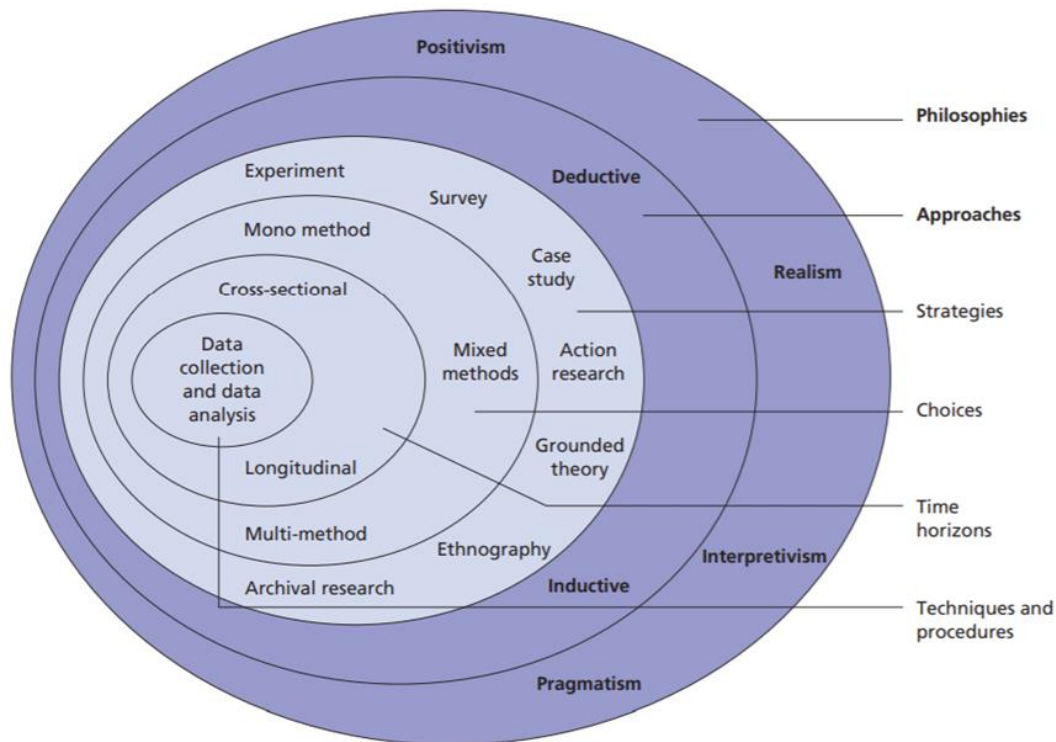 Positivism
Philosophies
Experiment
Deductive
Survey
Approaches
Mono method
Case
study
Realism
Cross-sectional
Strategies
Data
collection
and data
analysis
Mixed
methods
Action
research
Choices
Grounded
theory
Longitudinal
Time
horizons
Multi-method
Ethnography
Interpretivism
Archival research
Inductive
Techniques and
procedures
Pragmatism